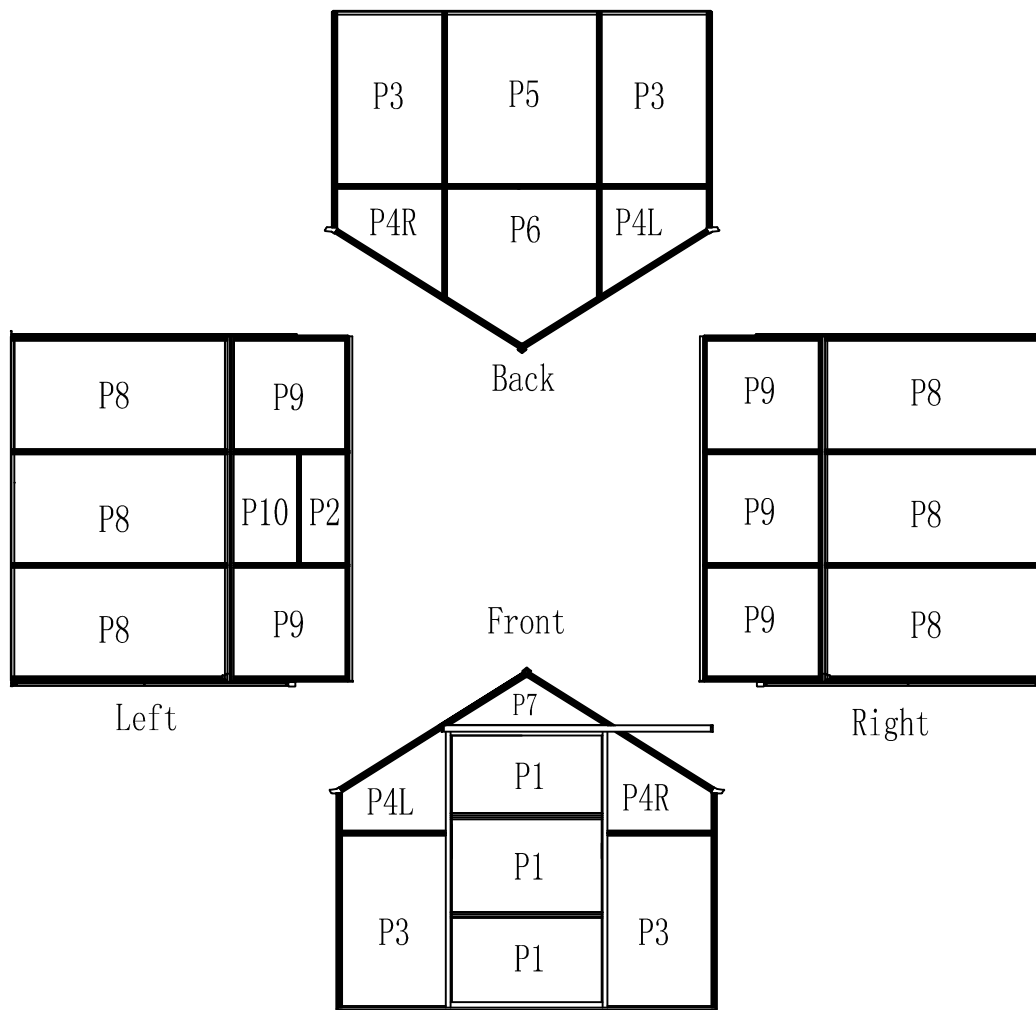 P3 P5 P3
P4R P6 P4L
Back
P8 P9
P10 P2
P8
P8 P9
Left
P9 P8
P9 P8
P9 P8
Right
Front
P7
P1
P4L P4R
P1
P3 P3
P1